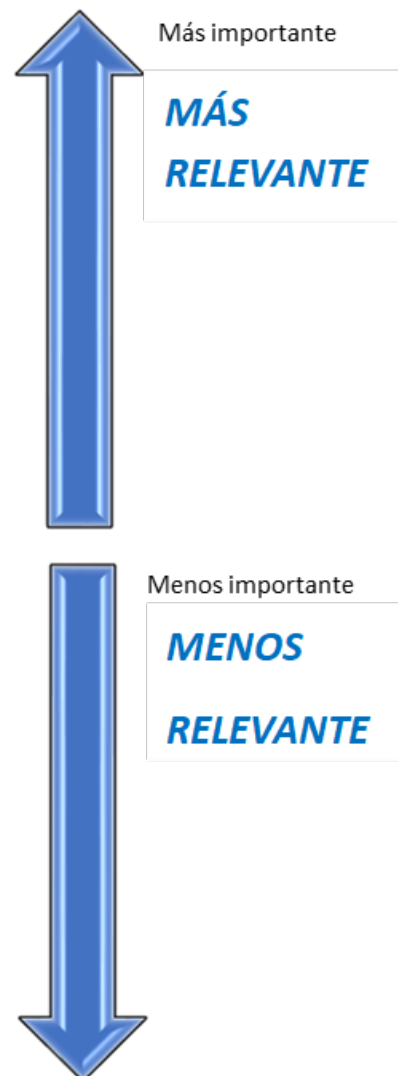 Más importante
MÁS
RELEVANTE
Menos importante
MENOS
RELEVANTE